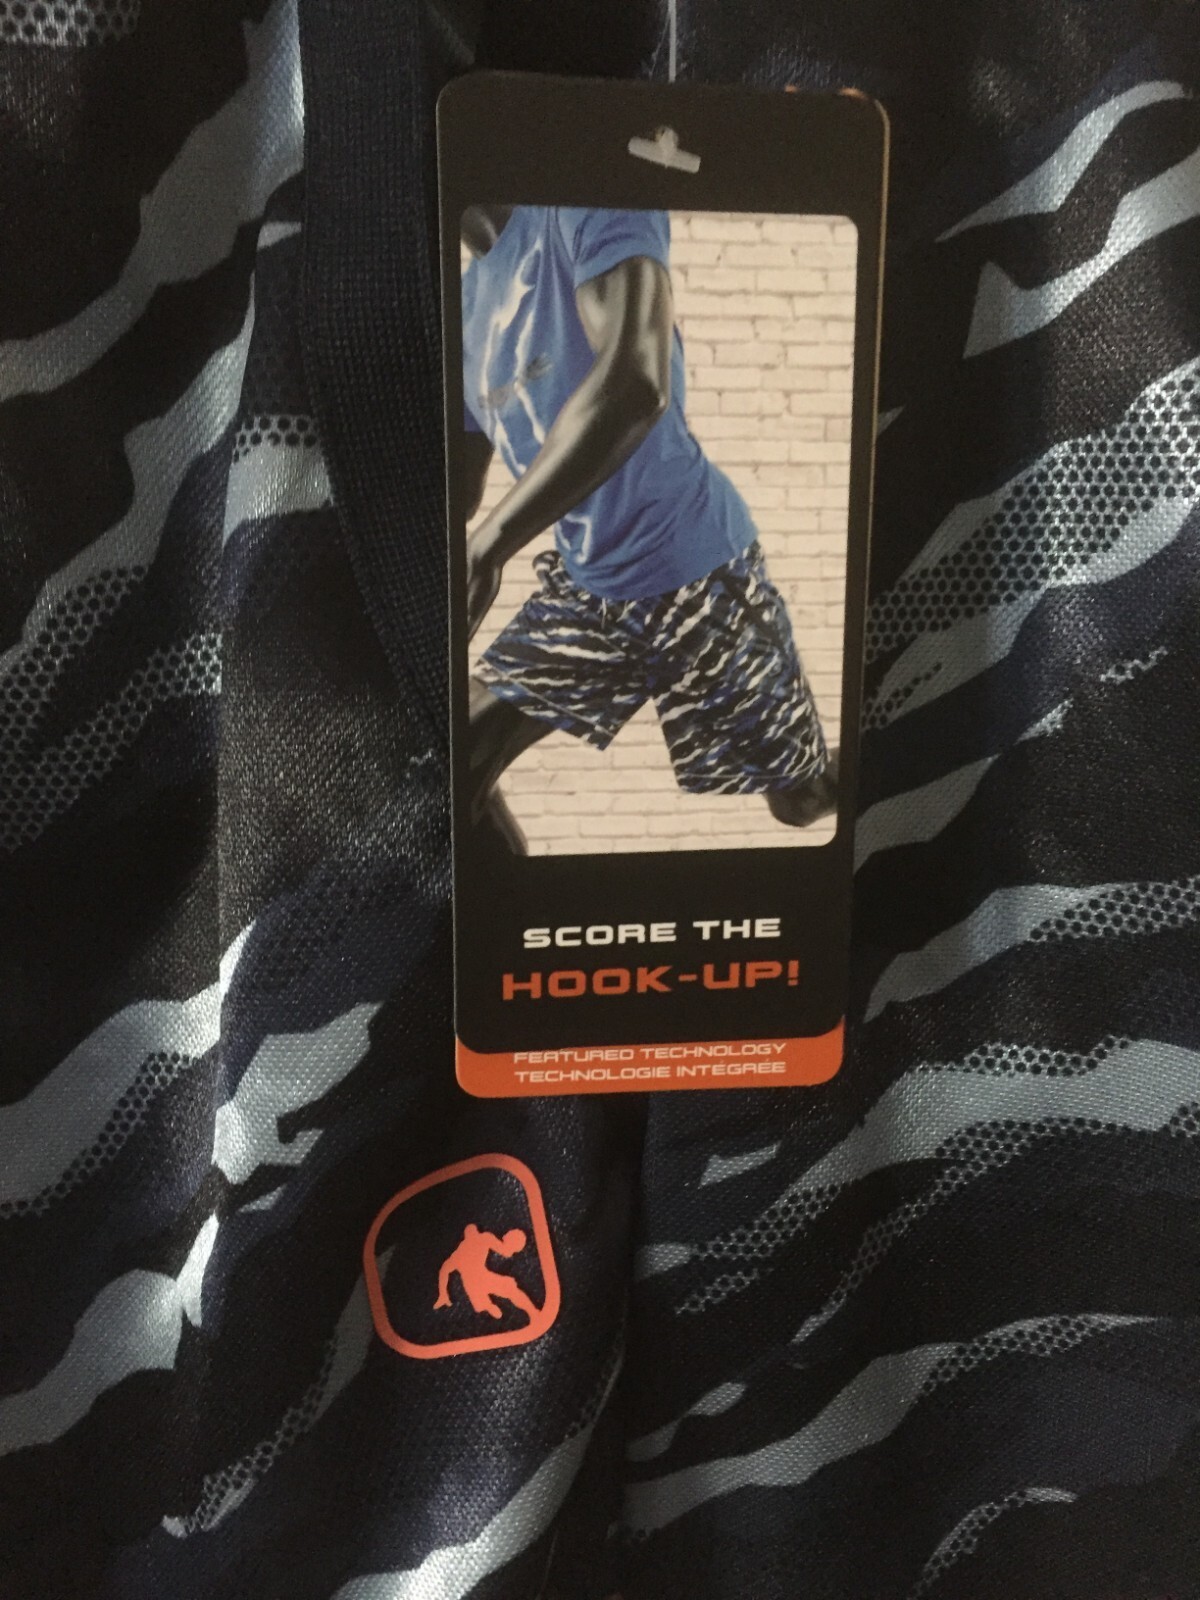 SCORE THE
HOOK-UP!
FEATURED TECHNOLOGY
TECHNOLOGIE INTÉGRÉE